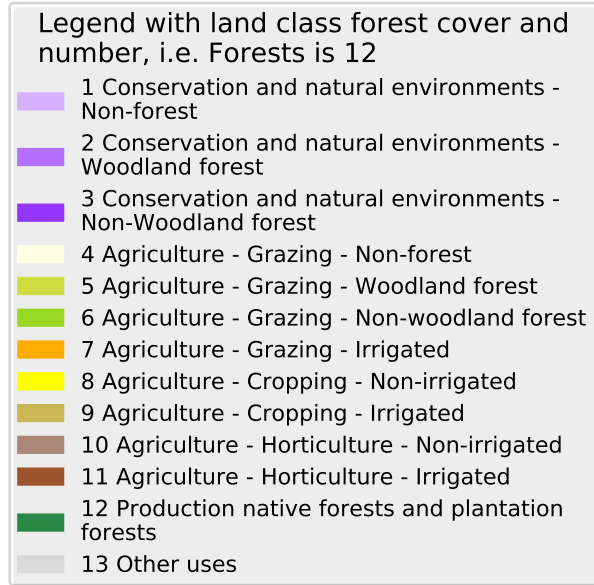 Legend with land class forest cover and
number, i.e. Forests is 12
1 Conservation and natural environments -
Non-forest
2 Conservation and natural environments -
Woodland forest
3 Conservation and natural environments -
Non-Woodland forest
4 Agriculture - Grazing - Non-forest
5 Agriculture - Grazing - Woodland forest
6 Agriculture - Grazing - Non-woodland forest
7 Agriculture - Grazing - Irrigated
8 Agriculture - Cropping - Non-irrigated
9 Agriculture - Cropping - Irrigated
10 Agriculture - Horticulture - Non-irrigated
11 Agriculture - Horticulture - Irrigated
12 Production native forests and plantation
forests
13 Other uses